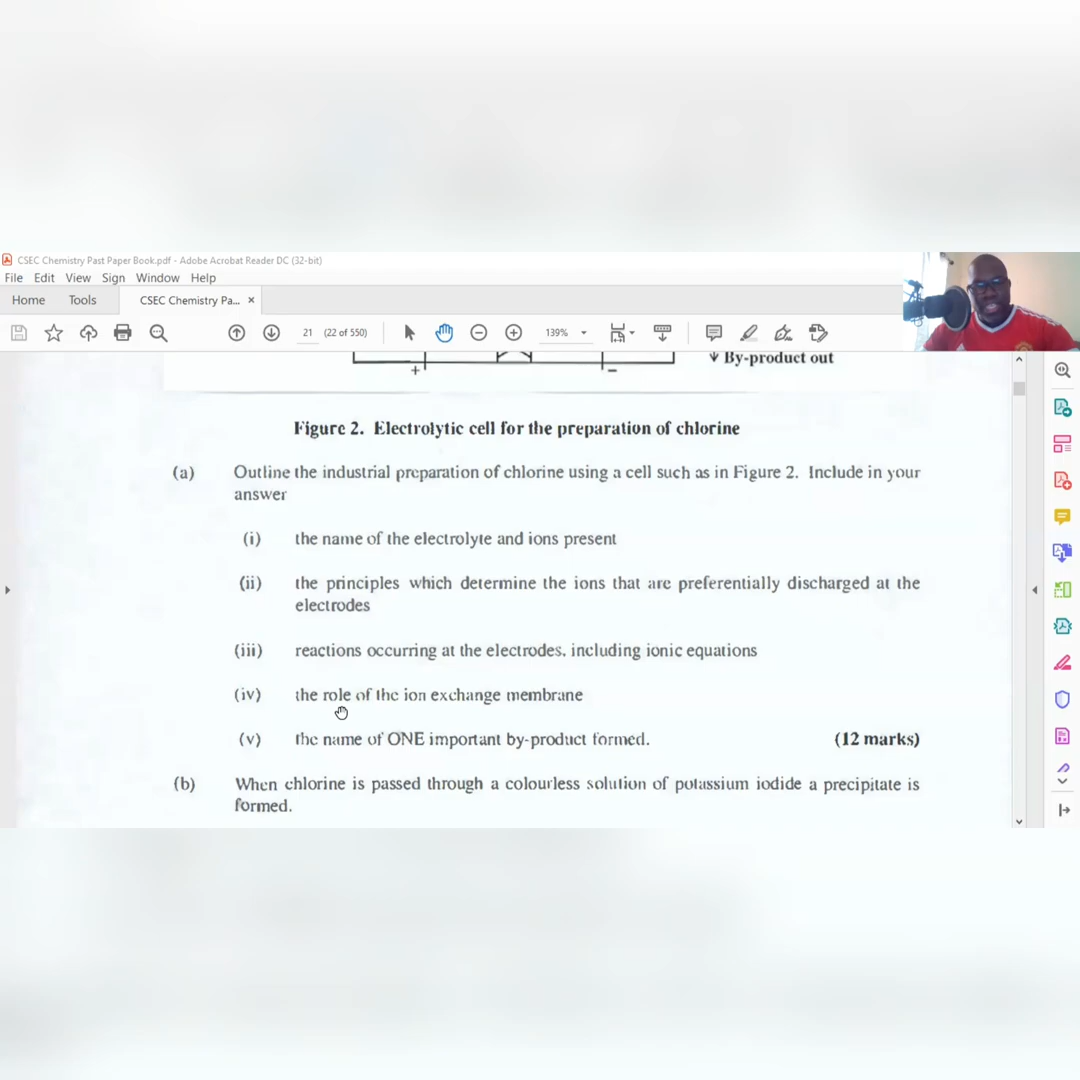 CSEC Chemistry Past Paper Book.pdf - Adobe Acrobat Reader DC (32-bit)
File Edit View Sign Window Help
Home Tools CSEC Chemistry Pa... ×
21 (22 of 550) 139%
+ − By-product out
Figure 2. Electrolytic cell for the preparation of chlorine
(a) Outline the industrial preparation of chlorine using a cell such as in Figure 2. Include in your
answer
(i) the name of the electrolyte and ions present
(ii) the principles which determine the ions that are preferentially discharged at the
electrodes
(iii) reactions occurring at the electrodes, including ionic equations
(iv) the role of the ion exchange membrane
(v) the name of ONE important by-product formed. (12 marks)
(b) When chlorine is passed through a colourless solution of potassium iodide a precipitate is
formed.